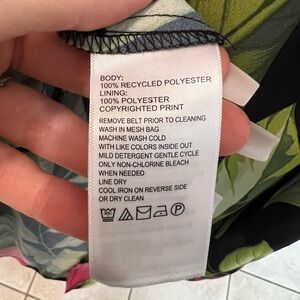 BODY:
100% RECYCLED POLYESTER
LINING:
100% POLYESTER
COPYRIGHTED PRINT
REMOVE BELT PRIOR TO CLEANING
WASH IN MESH BAG
MACHINE WASH COLD
WITH LIKE COLORS INSIDE OUT
MILD DETERGENT GENTLE CYCLE
ONLY NON-CHLORINE BLEACH
WHEN NEEDED
LINE DRY
COOL IRON ON REVERSE SIDE
OR DRY CLEAN
P